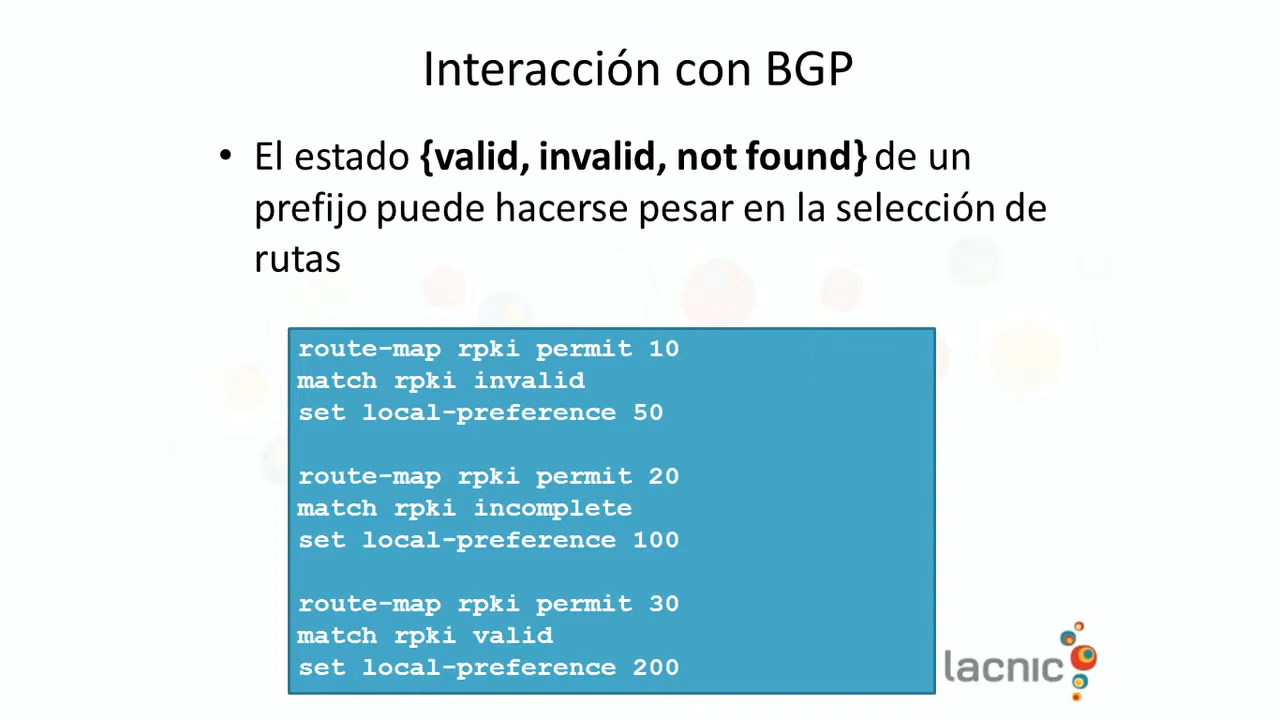 Interacción con BGP
• El estado {valid, invalid, not found} de un
prefijo puede hacerse pesar en la selección de
rutas
route-map rpki permit 10
match rpki invalid
set local-preference 50
route-map rpki permit 20
match rpki incomplete
set local-preference 100
route-map rpki permit 30
match rpki valid
set local-preference 200
lacnic